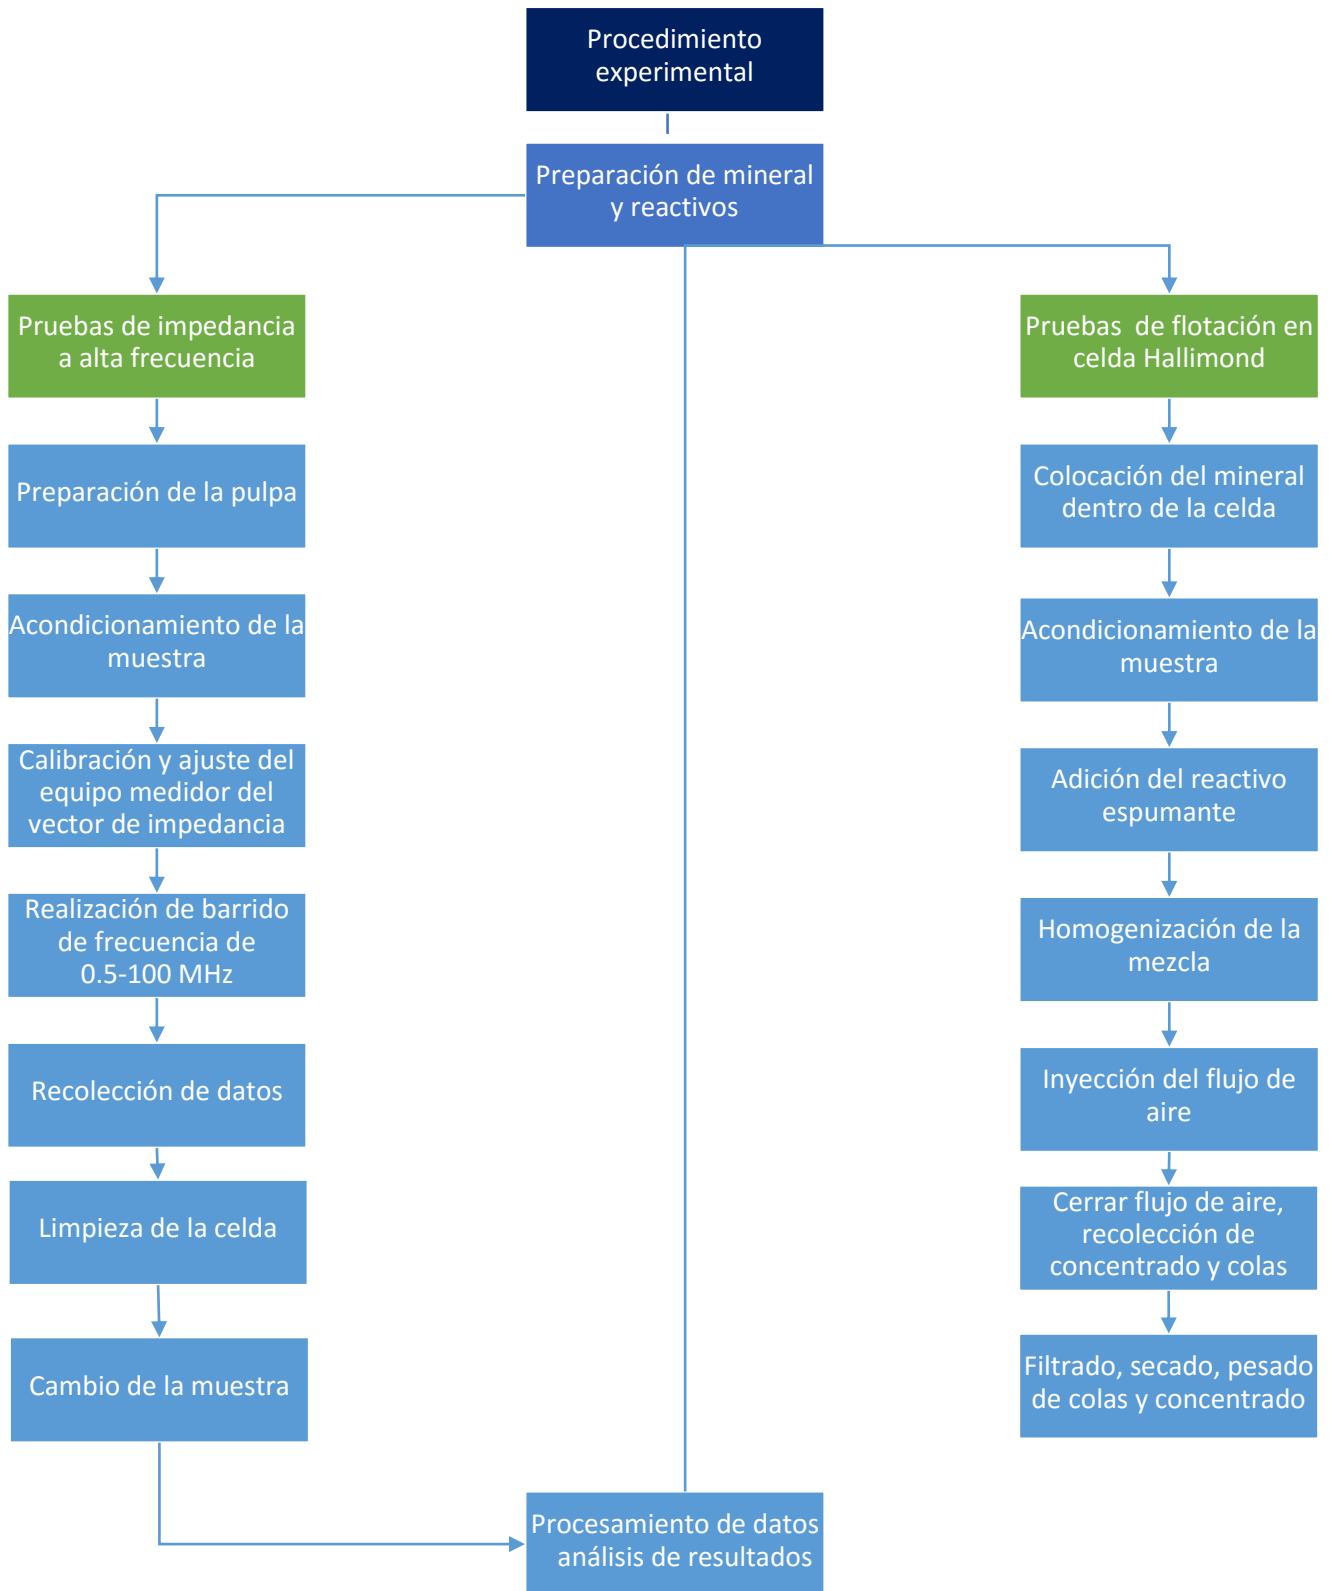 Procedimiento
experimental
Preparación de mineral
y reactivos
Pruebas de impedancia
a alta frecuencia
Preparación de la pulpa
Acondicionamiento de la
muestra
Calibración y ajuste del
equipo medidor del
vector de impedancia
Realización de barrido
de frecuencia de
0.5-100 MHz
Recolección de datos
Limpieza de la celda
Cambio de la muestra
Procesamiento de datos
análisis de resultados
Pruebas  de flotación en
celda Hallimond
Colocación del mineral
dentro de la celda
Acondicionamiento de la
muestra
Adición del reactivo
espumante
Homogenización de la
mezcla
Inyección del flujo de
aire
Cerrar flujo de aire,
recolección de
concentrado y colas
Filtrado, secado, pesado
de colas y concentrado